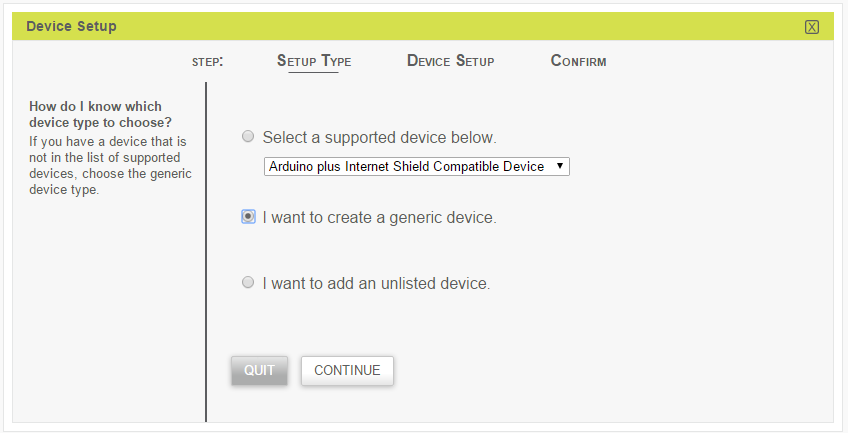 Device Setup X
STEP: SETUP TYPE DEVICE SETUP CONFIRM
How do I know which
device type to choose?
If you have a device that is
not in the list of supported
devices, choose the generic
device type.
Select a supported device below.
Arduino plus Internet Shield Compatible Device
I want to create a generic device.
I want to add an unlisted device.
QUIT CONTINUE